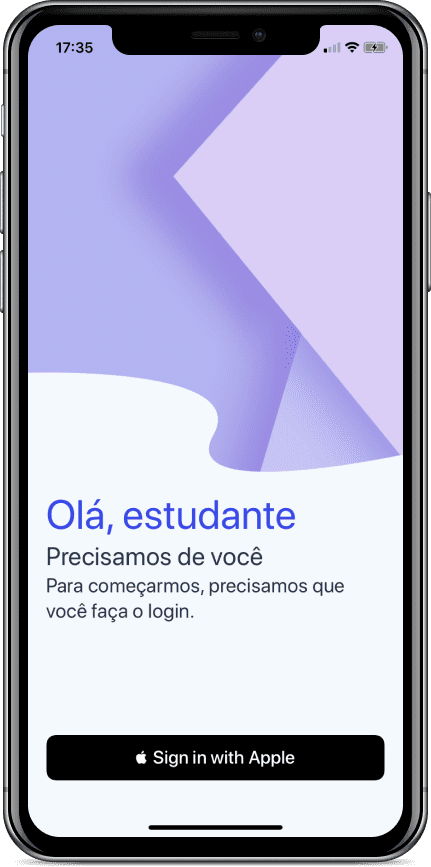 17:35
Olá, estudante
Precisamos de você
Para começarmos, precisamos que
você faça o login.
Sign in with Apple